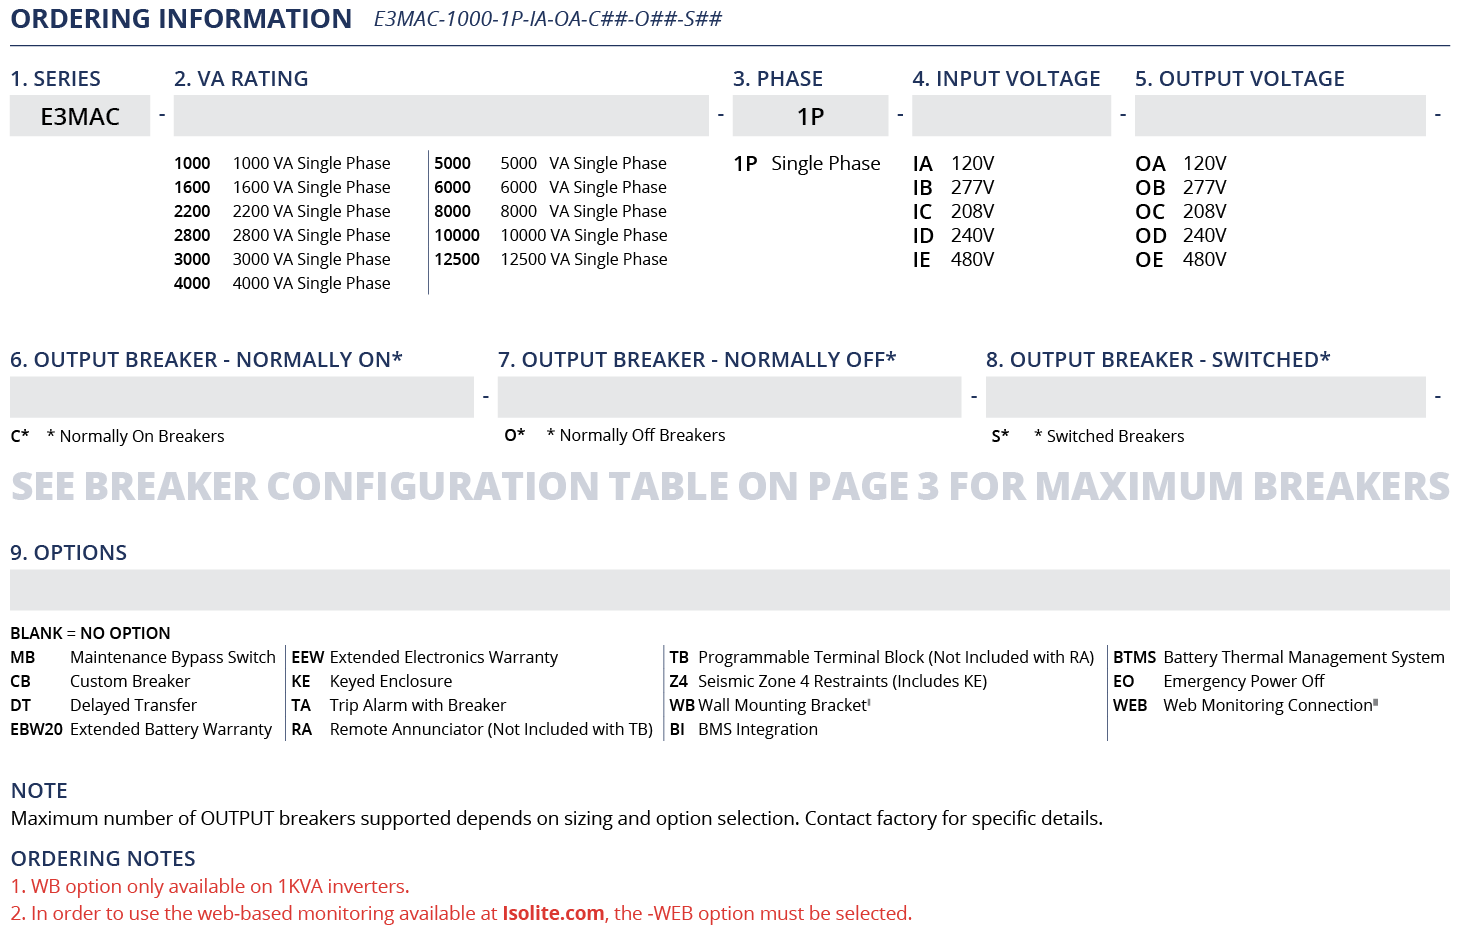 ORDERING INFORMATION E3MAC-1000-1P-IA-OA-C##-O##-S##
1. SERIES 2. VA RATING 3. PHASE 4. INPUT VOLTAGE 5. OUTPUT VOLTAGE
E3MAC - - 1P - - -
1000 1000 VA Single Phase 5000 5000 VA Single Phase 1P Single Phase IA 120V OA 120V
1600 1600 VA Single Phase 6000 6000 VA Single Phase IB 277V OB 277V
2200 2200 VA Single Phase 8000 8000 VA Single Phase IC 208V OC 208V
2800 2800 VA Single Phase 10000 10000 VA Single Phase ID 240V OD 240V
3000 3000 VA Single Phase 12500 12500 VA Single Phase IE 480V OE 480V
4000 4000 VA Single Phase
6. OUTPUT BREAKER - NORMALLY ON* 7. OUTPUT BREAKER - NORMALLY OFF* 8. OUTPUT BREAKER - SWITCHED*
- - -
C* * Normally On Breakers O* * Normally Off Breakers S* * Switched Breakers
SEE BREAKER CONFIGURATION TABLE ON PAGE 3 FOR MAXIMUM BREAKERS
9. OPTIONS
BLANK = NO OPTION
MB Maintenance Bypass Switch EEW Extended Electronics Warranty TB Programmable Terminal Block (Not Included with RA) BTMS Battery Thermal Management System
CB Custom Breaker KE Keyed Enclosure Z4 Seismic Zone 4 Restraints (Includes KE) EO Emergency Power Off
DT Delayed Transfer TA Trip Alarm with Breaker WB Wall Mounting Bracket WEB Web Monitoring Connection
EBW20 Extended Battery Warranty RA Remote Annunciator (Not Included with TB) BI BMS Integration
NOTE
Maximum number of OUTPUT breakers supported depends on sizing and option selection. Contact factory for specific details.
ORDERING NOTES
1. WB option only available on 1KVA inverters.
2. In order to use the web-based monitoring available at Isolite.com, the -WEB option must be selected.